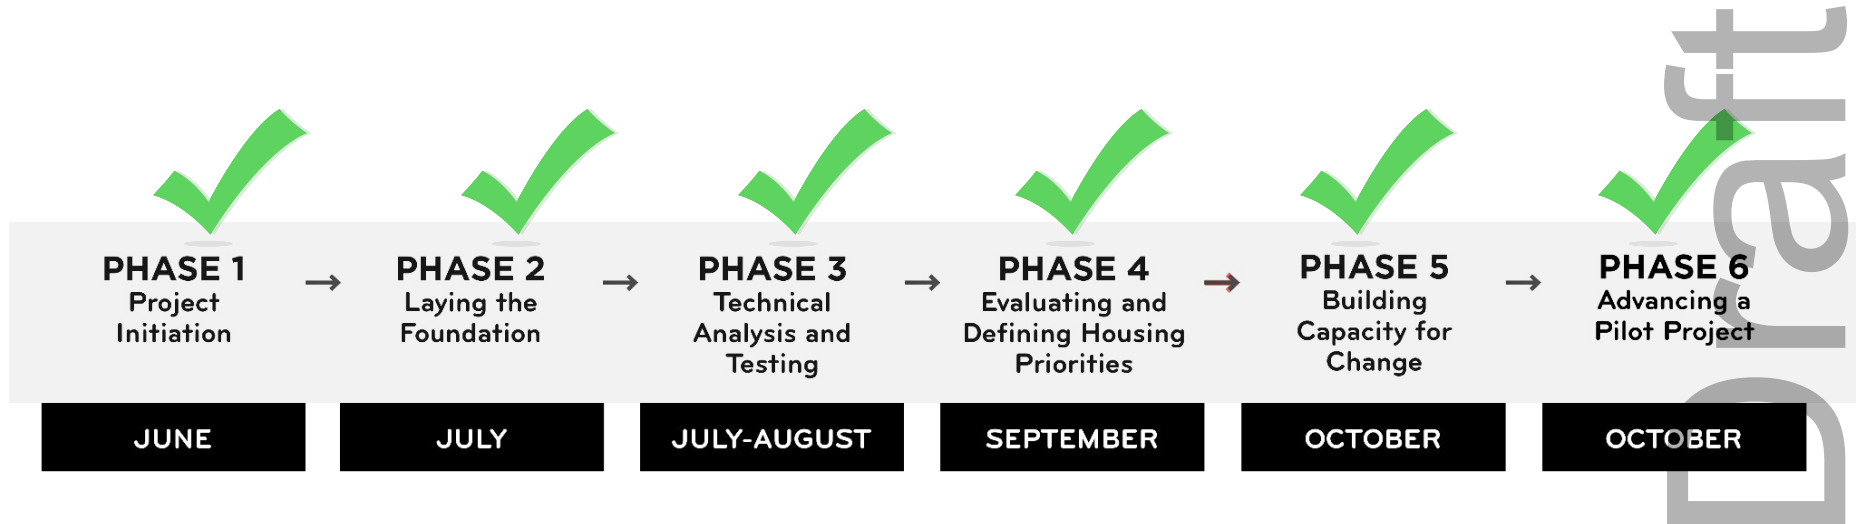 PHASE 1
Project
Initiation
JUNE
PHASE 2
Laying the
Foundation
JULY
PHASE 3
Technical
Analysis and
Testing
JULY-AUGUST
PHASE 4
Evaluating and
Defining Housing
Priorities
SEPTEMBER
PHASE 5
Building
Capacity for
Change
OCTOBER
PHASE 6
Advancing a
Pilot Project
OCTOBER
Draft